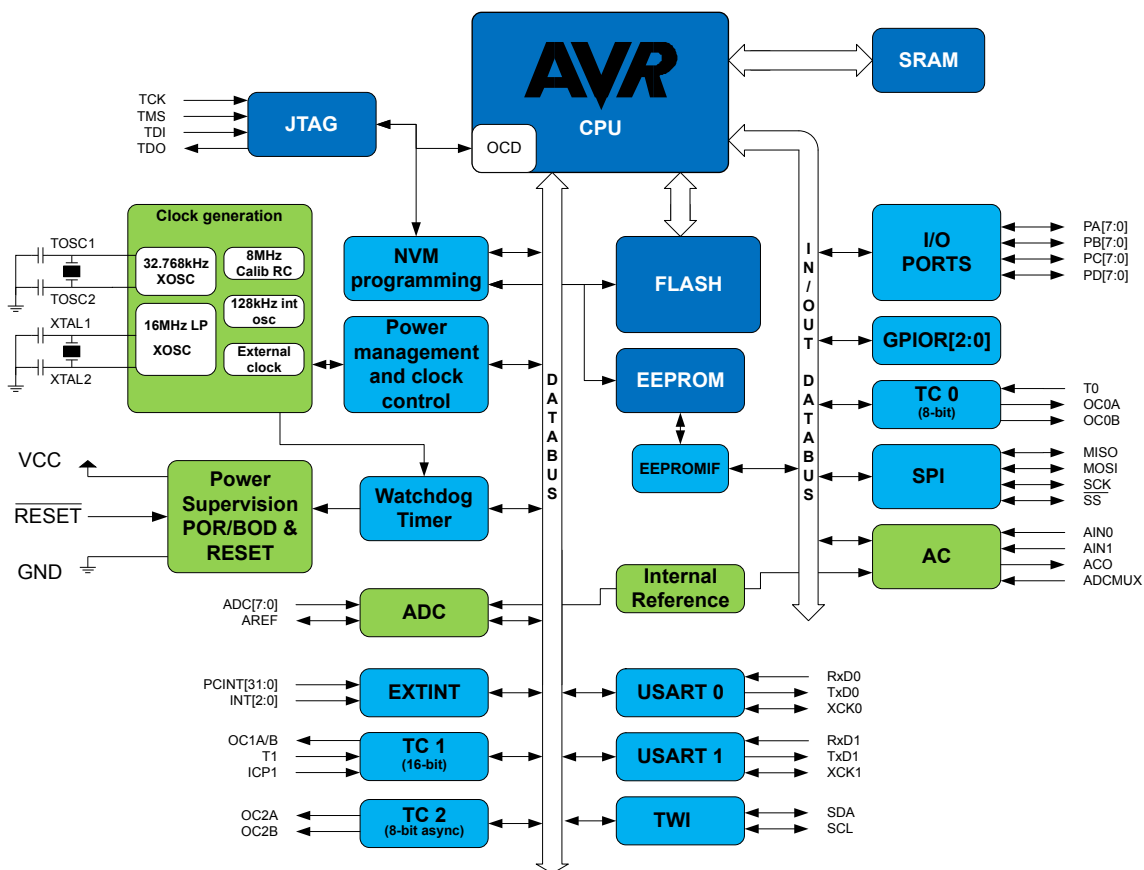 AVR
CPU
OCD
SRAM
TCK
TMS
TDI
TDO
JTAG
Clock generation
TOSC1
TOSC2
XTAL1
XTAL2
32.768kHz
XOSC
16MHz LP
XOSC
8MHz
Calib RC
128kHz int
osc
External
clock
NVM
programming
Power
management
and clock
control
FLASH
EEPROM
EEPROMIF
DATABUS
IN/OUT DATABUS
I/O
PORTS
PA[7:0]
PB[7:0]
PC[7:0]
PD[7:0]
GPIOR[2:0]
TC 0
(8-bit)
T0
OC0A
OC0B
SPI
MISO
MOSI
SCK
SS
AC
AIN0
AIN1
ACO
ADCMUX
VCC
RESET
GND
Power
Supervision
POR/BOD &
RESET
Watchdog
Timer
Internal
Reference
ADC[7:0]
AREF
ADC
PCINT[31:0]
INT[2:0]
EXTINT
OC1A/B
T1
ICP1
TC 1
(16-bit)
OC2A
OC2B
TC 2
(8-bit async)
USART 0
RxD0
TxD0
XCK0
USART 1
RxD1
TxD1
XCK1
TWI
SDA
SCL